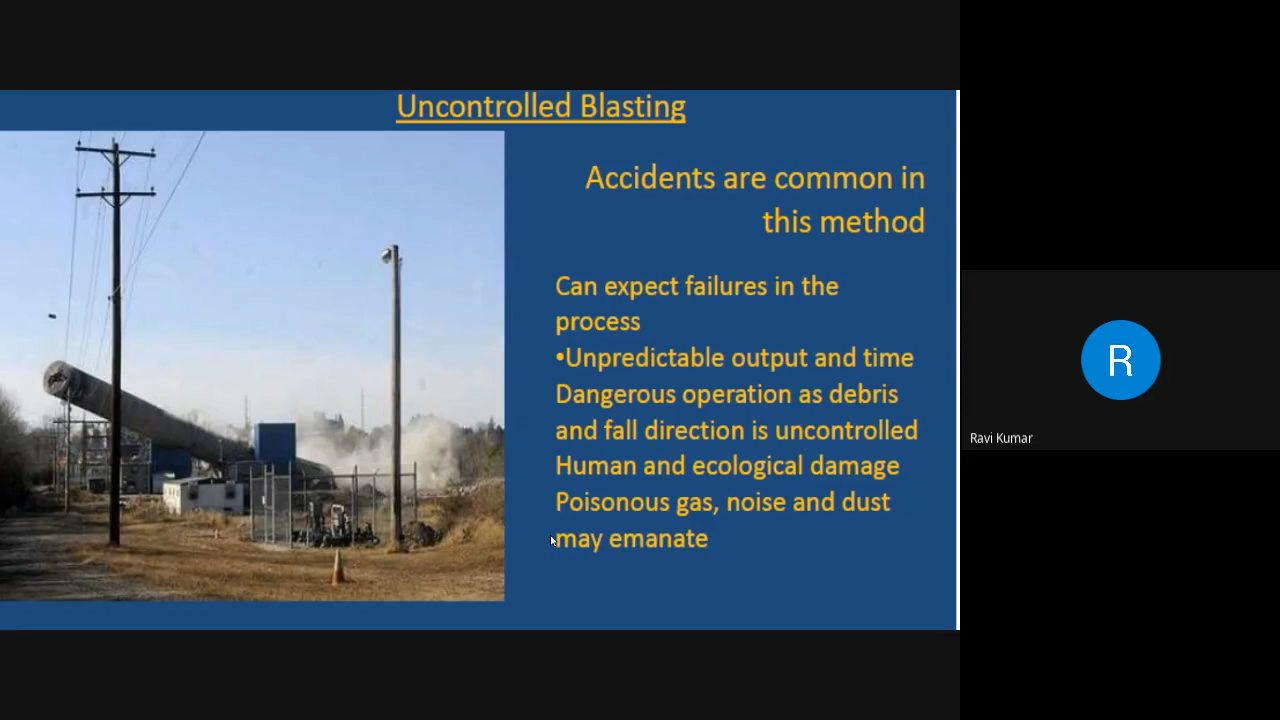 Uncontrolled Blasting
Accidents are common in
this method
Can expect failures in the
process
•Unpredictable output and time
Dangerous operation as debris
and fall direction is uncontrolled
Human and ecological damage
Poisonous gas, noise and dust
may emanate
R
Ravi Kumar